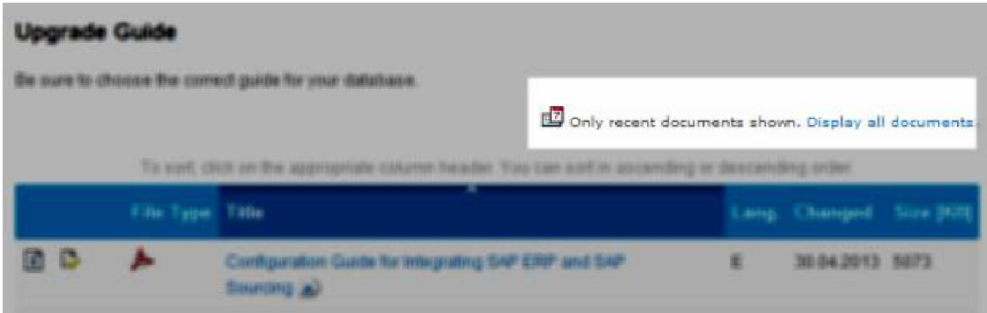 Upgrade Guide
Be sure to choose the correct guide for your database.
Only recent documents shown. Display all documents.
To sort, click on the appropriate column header. You can sort in ascending or descending order.
File Type Title Lang. Changed Size [KB]
Configuration Guide for Integrating SAP ERP and SAP E 30.04.2013 5073
Sourcing